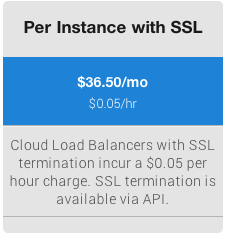 Per Instance with SSL
$36.50/mo
$0.05/hr
Cloud Load Balancers with SSL
termination incur a $0.05 per
hour charge. SSL termination is
available via API.